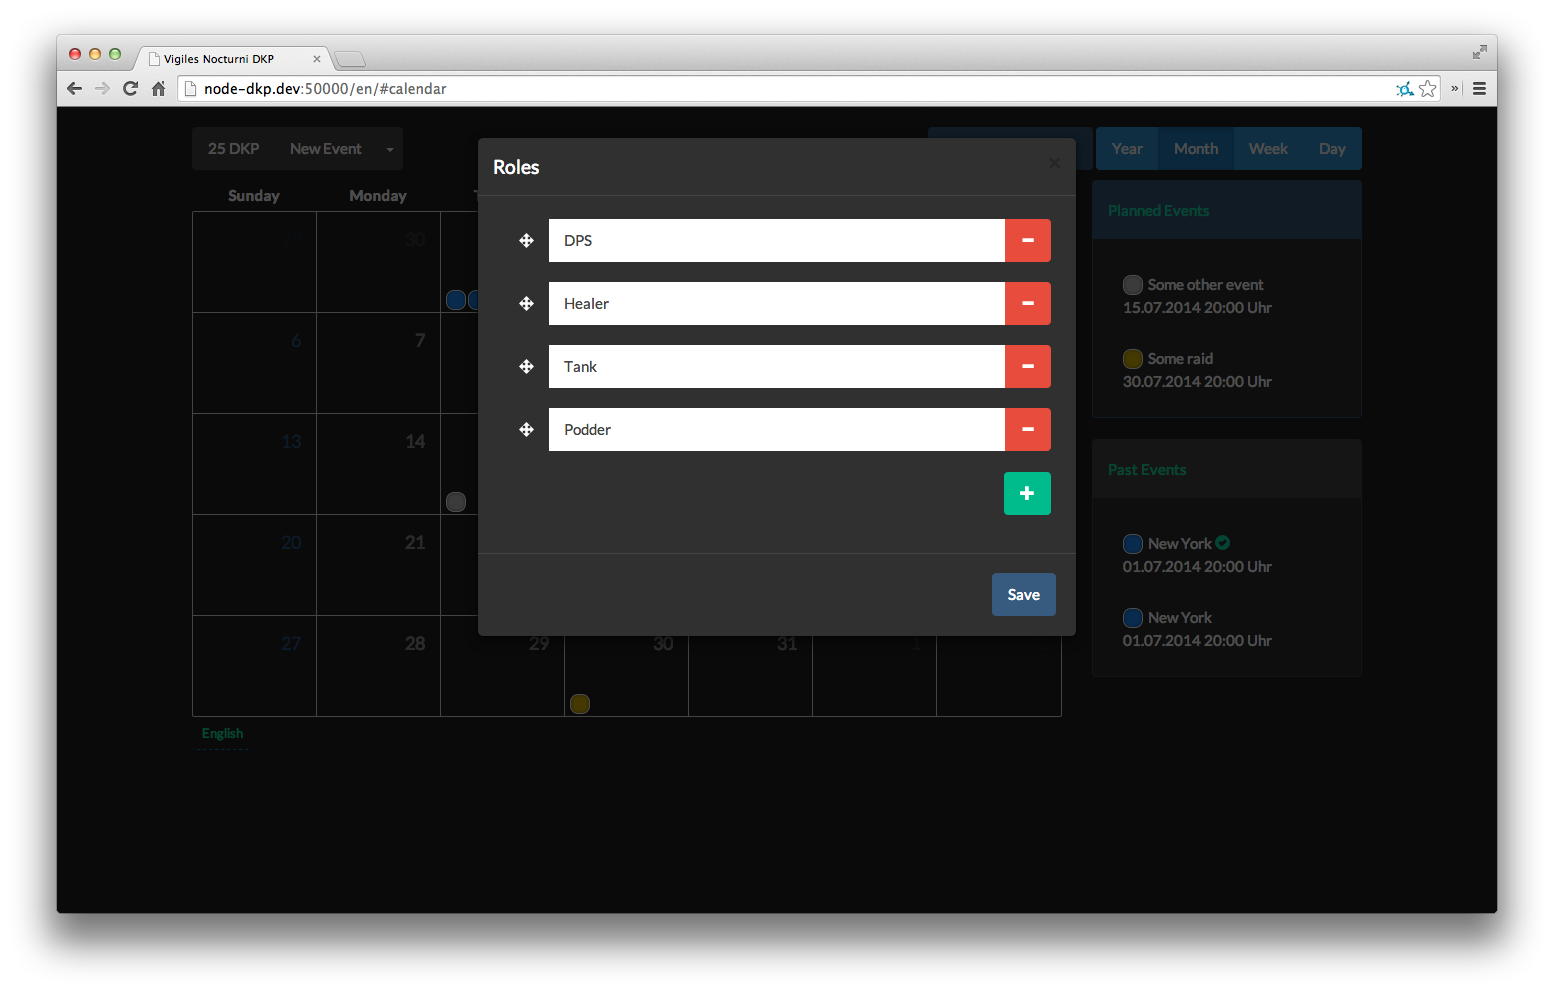 Vigiles Nocturni DKP
node-dkp.dev:50000/en/#calendar
25 DKP New Event
Year Month Week Day
Roles
Sunday Monday
DPS
Healer
Tank
Podder
Save
30
6 7
13 14
20 21
27 28 29 30 31 1
English
Planned Events
Some other event
15.07.2014 20:00 Uhr
Some raid
30.07.2014 20:00 Uhr
Past Events
New York
01.07.2014 20:00 Uhr
New York
01.07.2014 20:00 Uhr